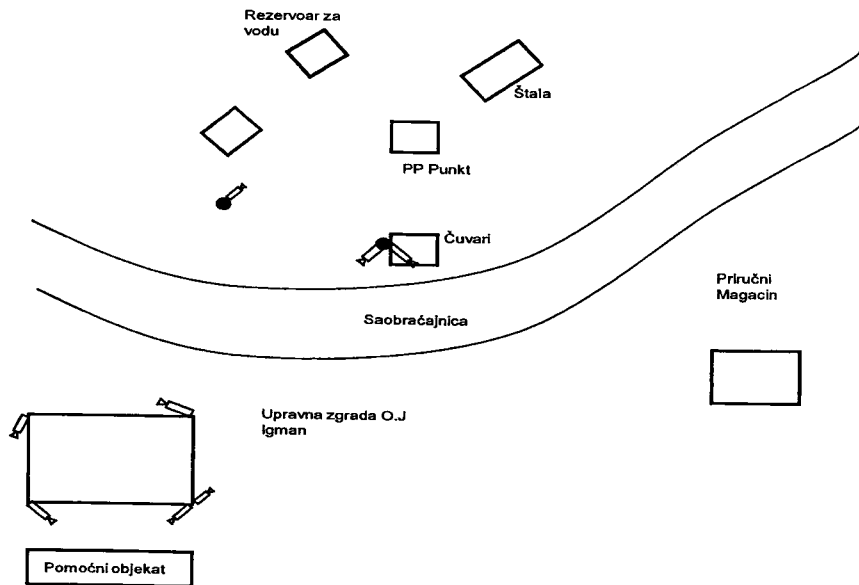 Rezervoar za
vodu
Štala
PP Punkt
Čuvari
Saobraćajnica
Priručni
Magacin
Upravna zgrada O.J
Igman
Pomoćni objekat